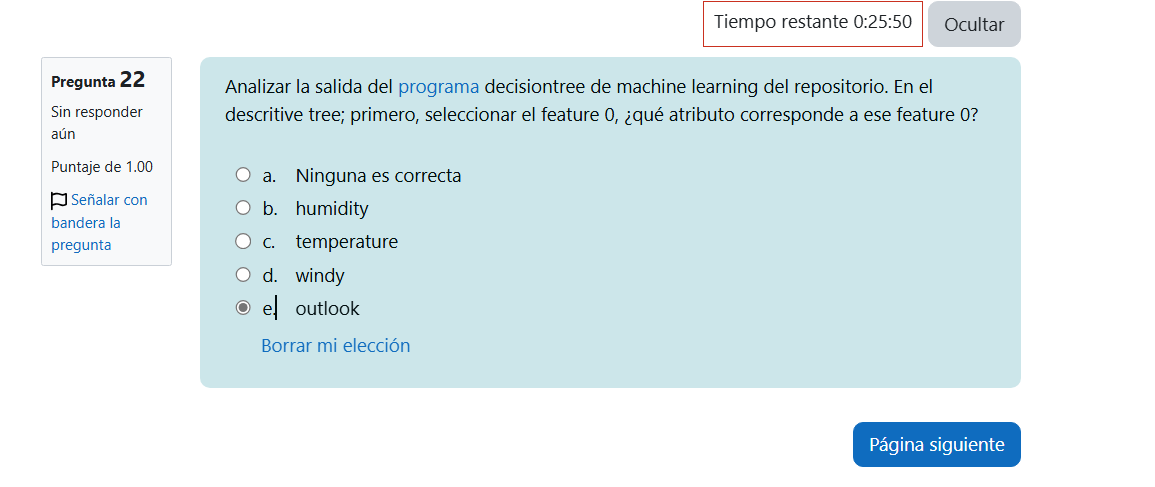 Tiempo restante 0:25:50
Ocultar
Pregunta 22
Sin responder
aún
Puntaje de 1.00
Señalar con
bandera la
pregunta
Analizar la salida del programa decisiontree de machine learning del repositorio. En el
descritive tree; primero, seleccionar el feature 0, ¿qué atributo corresponde a ese feature 0?
a. Ninguna es correcta
b. humidity
c. temperature
d. windy
e. outlook
Borrar mi elección
Página siguiente